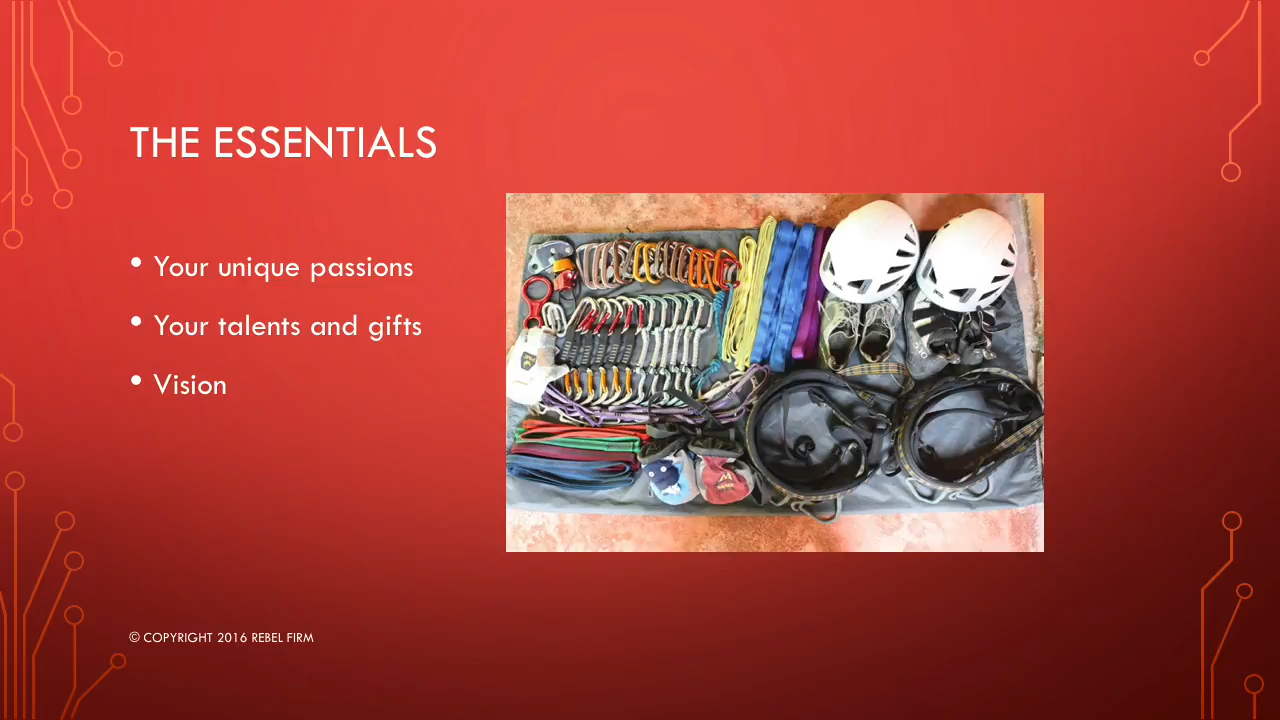 THE ESSENTIALS
• Your unique passions
• Your talents and gifts
• Vision
© COPYRIGHT 2016 REBEL FIRM